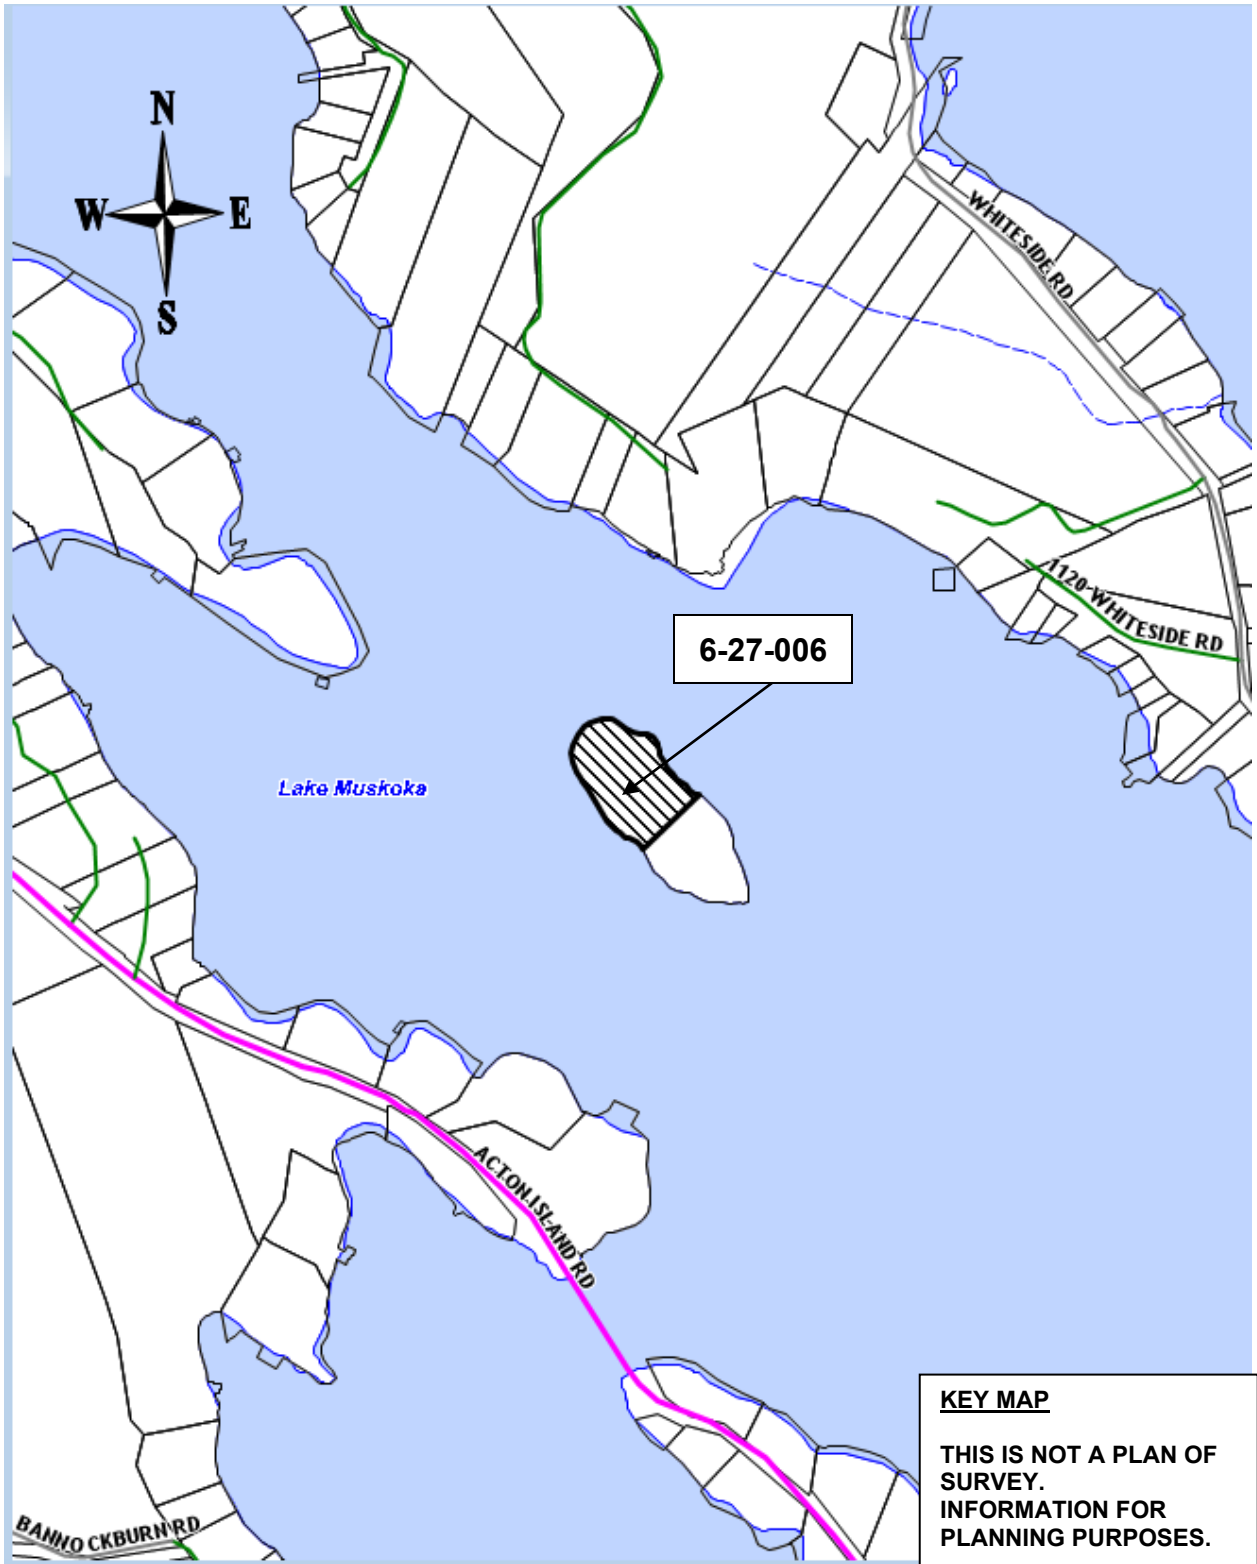 N
W E
S
WHITESIDE RD
1120 WHITESIDE RD
6-27-006
Lake Muskoka
ACTON ISLAND RD
BANNOCKBURN RD
KEY MAP
THIS IS NOT A PLAN OF
SURVEY.
INFORMATION FOR
PLANNING PURPOSES.